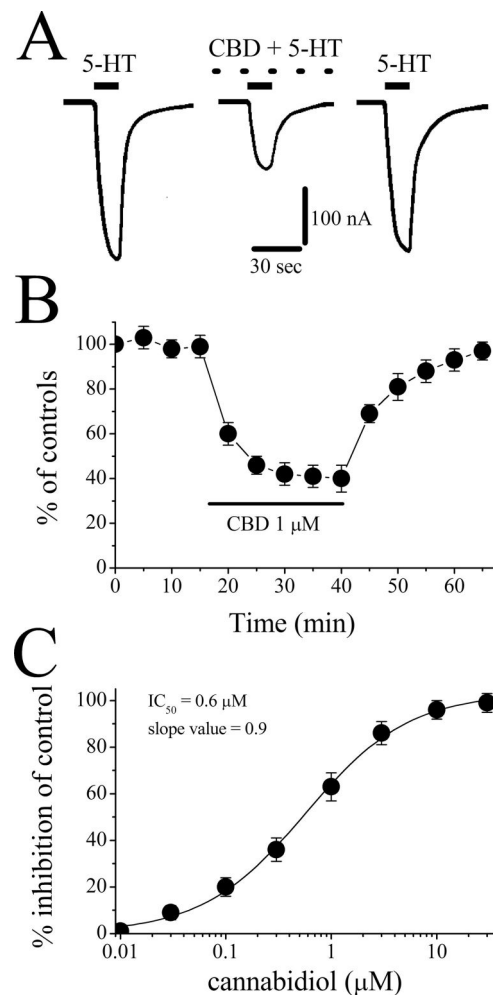 A
5-HT
CBD + 5-HT
5-HT
100 nA
30 sec
B
% of controls
100
80
60
40
20
0
CBD 1 μM
0 10 20 30 40 50 60
Time (min)
C
% inhibition of control
100
80
60
40
20
0
IC50 = 0.6 μM
slope value = 0.9
0.01 0.1 1 10
cannabidiol (μM)